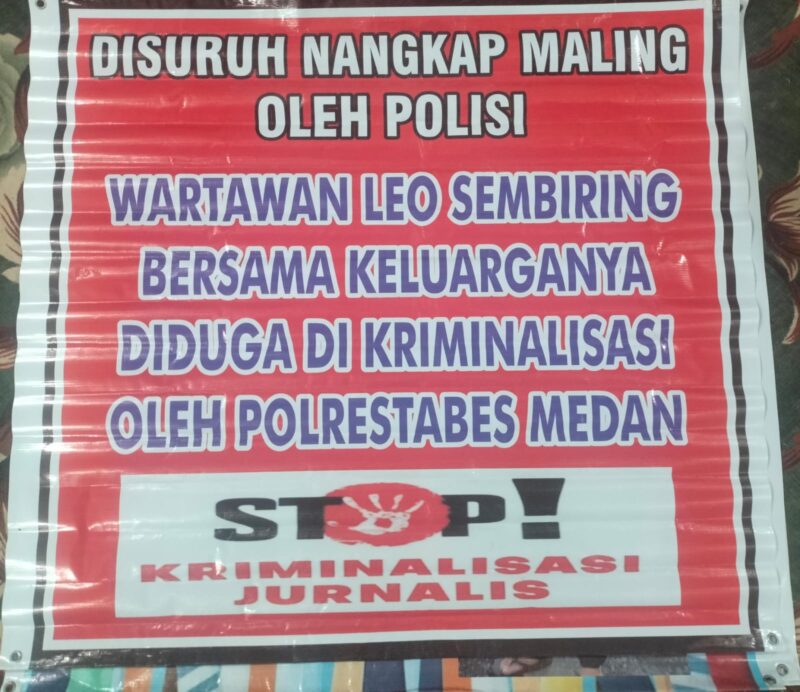 DISURUH NANGKAP MALING
OLEH POLISI
WARTAWAN LEO SEMBIRING
BERSAMA KELUARGANYA
DIDUGA DI KRIMINALISASI
OLEH POLRESTABES MEDAN
STOP!
KRIMINALISASI
JURNALIS